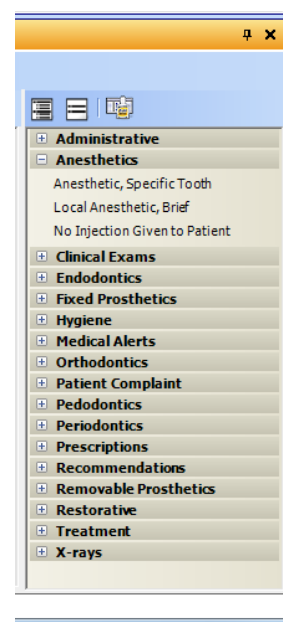 Administrative
Anesthetics
Anesthetic, Specific Tooth
Local Anesthetic, Brief
No Injection Given to Patient
Clinical Exams
Endodontics
Fixed Prosthetics
Hygiene
Medical Alerts
Orthodontics
Patient Complaint
Pedodontics
Periodontics
Prescriptions
Recommendations
Removable Prosthetics
Restorative
Treatment
X-rays